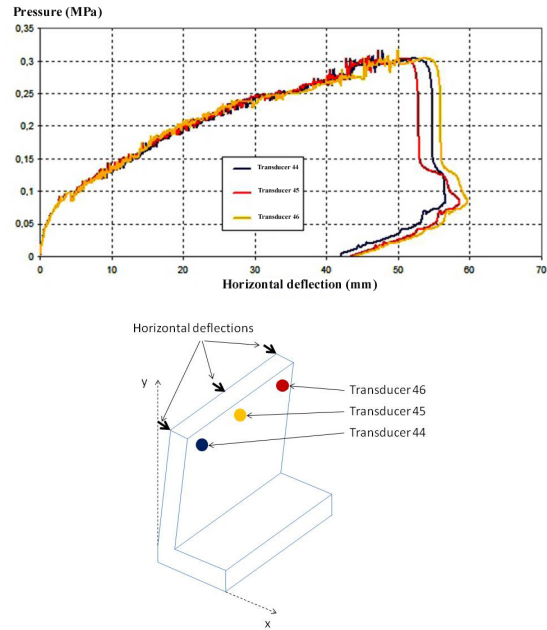 Pressure (MPa)
0,35
0,3
0,25
0,2
0,15
0,1
0,05
0
Transducer 44
Transducer 45
Transducer 46
0 10 20 30 40 50 60 70
Horizontal deflection (mm)
Horizontal deflections
y
Transducer 46
Transducer 45
Transducer 44
x